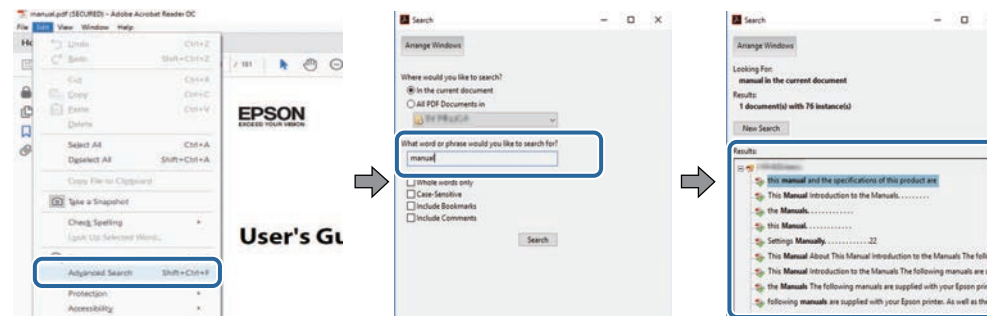 manual.pdf (SECURED) - Adobe Acrobat Reader DC
File Edit View Window Help
Undo Ctrl+Z
Redo Shift+Ctrl+Z
Cut Ctrl+X
Copy Ctrl+C
Paste Ctrl+V
Delete
Select All Ctrl+A
Deselect All Shift+Ctrl+A
Copy File to Clipboard
Take a Snapshot
Check Spelling
Look Up Selected Word...
Advanced Search Shift+Ctrl+F
Protection
Accessibility
/ 181
EPSON
EXCEED YOUR VISION
User's Gu
Search
Arrange Windows
Where would you like to search?
In the current document
All PDF Documents in
What word or phrase would you like to search for?
manual
Whole words only
Case-Sensitive
Include Bookmarks
Include Comments
Search
Search
Arrange Windows
Looking For:
manual in the current document
Results:
1 document(s) with 76 instance(s)
New Search
Results:
this manual and the specifications of this product are
This Manual Introduction to the Manuals.........
the Manuals.............
this Manual.............
Settings Manually.............22
This Manual About This Manual Introduction to the Manuals The foll
This Manual Introduction to the Manuals The following manuals are s
the Manuals The following manuals are supplied with your Epson prin
following manuals are supplied with your Epson printer. As well as the